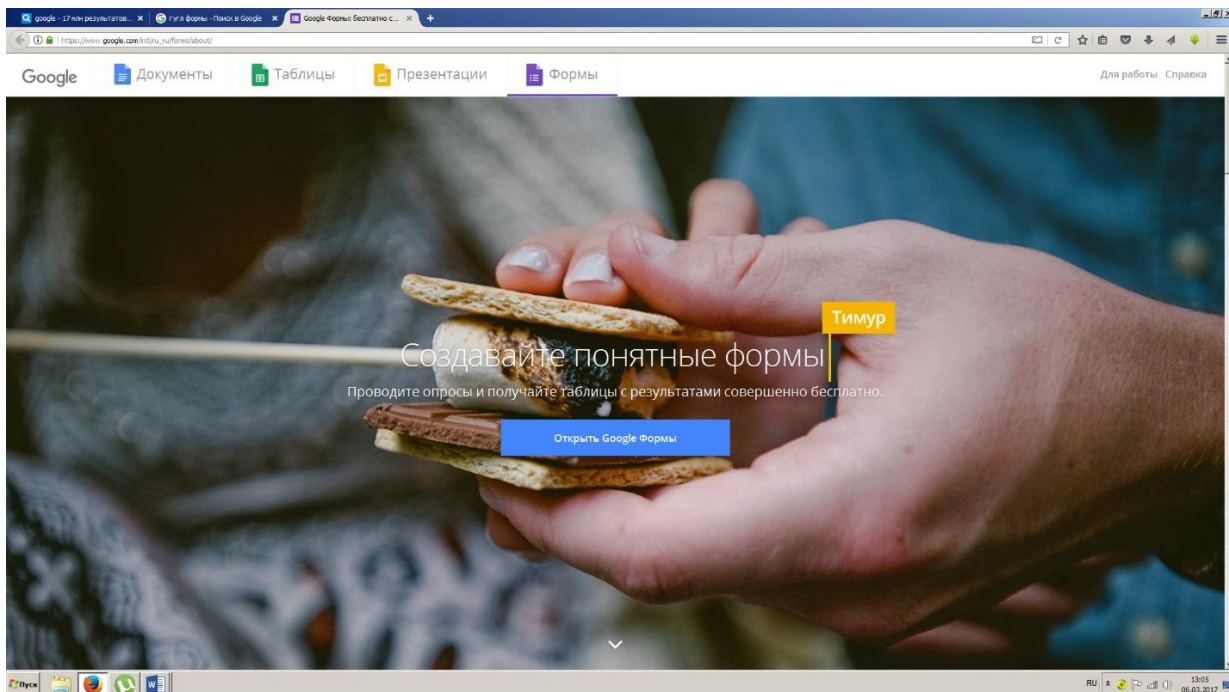 google - 17 млн результатов...
гугл формы - Поиск в Google
Google Формы: бесплатно с...
https://www.google.com/intl/ru_ru/forms/about/
Google Документы Таблицы Презентации Формы Для работы Справка
Тимур
Создавайте понятные формы
Проводите опросы и получайте таблицы с результатами совершенно бесплатно.
Открыть Google Формы
Пуск
RU
13:05
06.03.2017